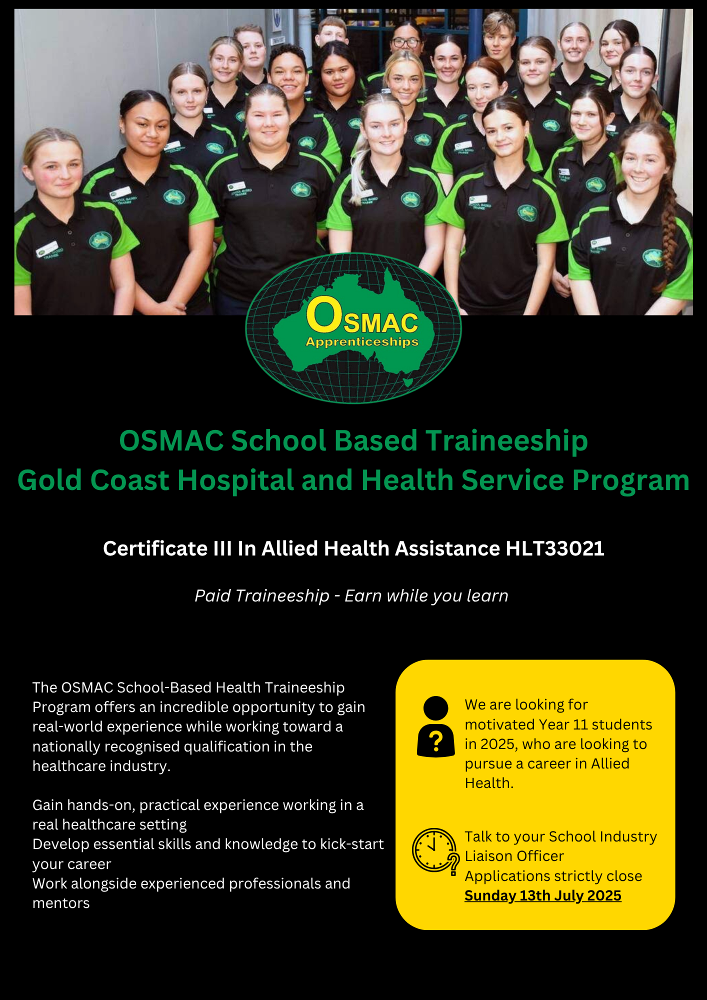 OSMAC
Apprenticeships
OSMAC School Based Traineeship
Gold Coast Hospital and Health Service Program
Certificate III In Allied Health Assistance HLT33021
Paid Traineeship - Earn while you learn
The OSMAC School-Based Health Traineeship
Program offers an incredible opportunity to gain
real-world experience while working toward a
nationally recognised qualification in the
healthcare industry.
Gain hands-on, practical experience working in a
real healthcare setting
Develop essential skills and knowledge to kick-start
your career
Work alongside experienced professionals and
mentors
?
We are looking for
motivated Year 11 students
in 2025, who are looking to
pursue a career in Allied
Health.
?
Talk to your School Industry
Liaison Officer
Applications strictly close
Sunday 13th July 2025